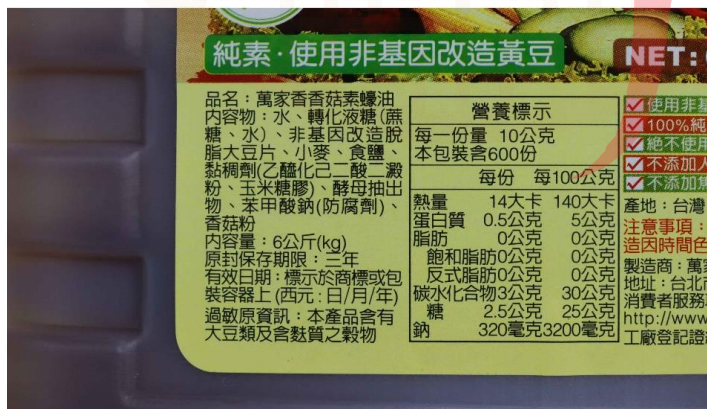 純素·使用非基因改造黃豆
NET:
品名：萬家香香菇素蠔油
內容物：水、轉化液糖(蔗
糖、水)、非基因改造脫
脂大豆片、小麥、食鹽、
黏稠劑(乙醯化己二酸二澱
粉、玉米糖膠)、酵母抽出
物、苯甲酸鈉(防腐劑)、
香菇粉
內容量：6公斤(kg)
原封保存期限：三年
有效日期：標示於商標或包
裝容器上(西元：日/月/年)
過敏原資訊：本產品含有
大豆類及含麩質之穀物
營養標示
每一份量 10公克
本包裝含600份
每份 每100公克
熱量 14大卡 140大卡
蛋白質 0.5公克 5公克
脂肪 0公克 0公克
飽和脂肪0公克 0公克
反式脂肪0公克 0公克
碳水化合物3公克 30公克
糖 2.5公克 25公克
鈉 320毫克3200毫克
使用非基
100%純
絕不使用
不添加人
不添加
產地：台灣
注意事項：
造因時間色
製造商：萬
地址：台北市
消費者服務
http://www
工廠登記證